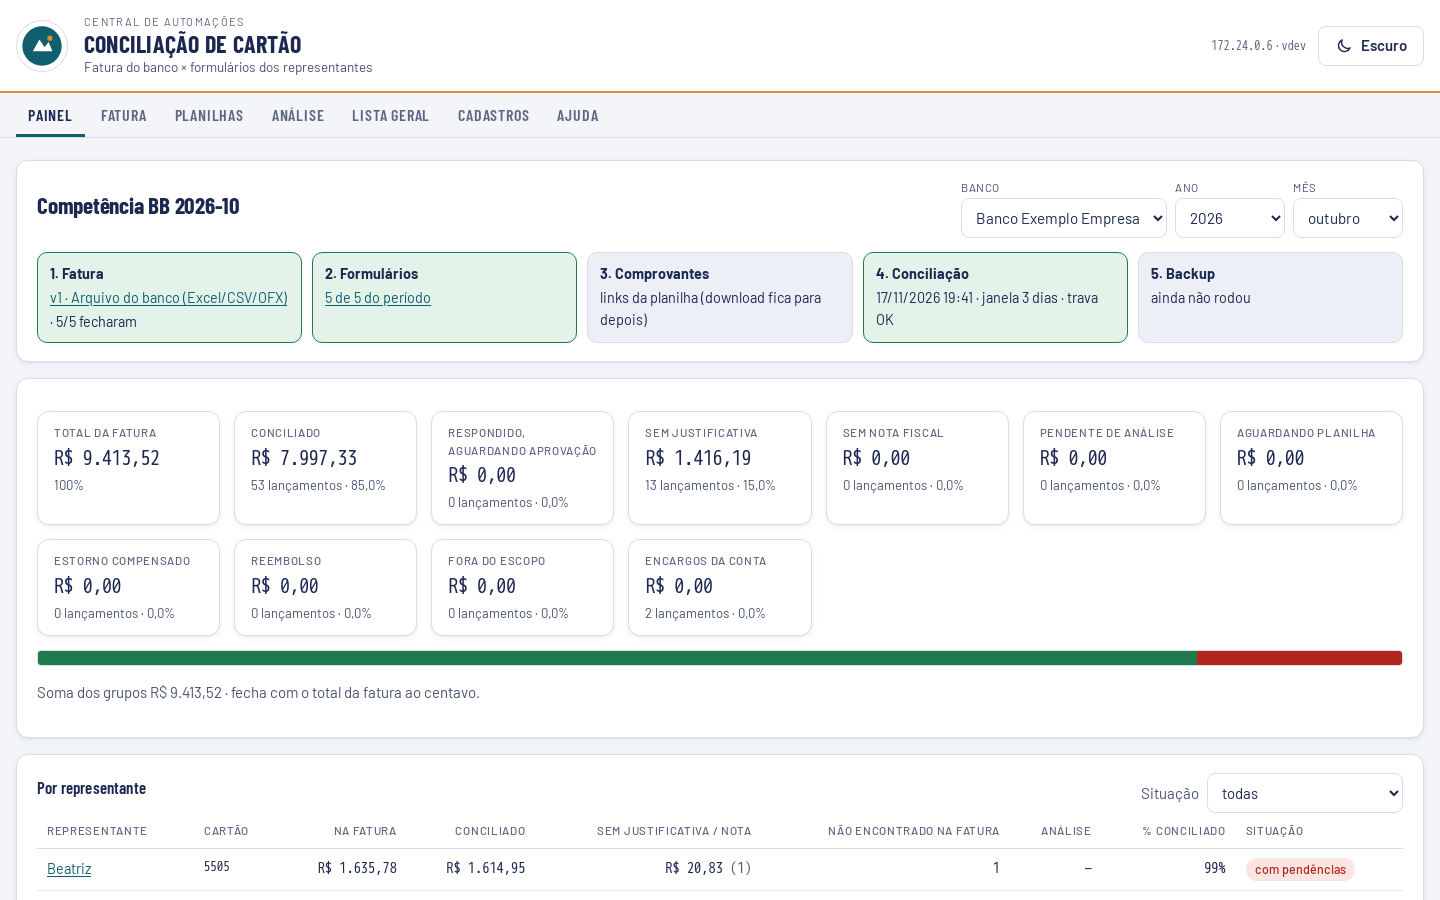 CENTRAL DE AUTOMAÇÕES
CONCILIAÇÃO DE CARTÃO
Fatura do banco × formulários dos representantes
172.24.0.6 · vdev
Escuro
PAINEL FATURA PLANILHAS ANÁLISE LISTA GERAL CADASTROS AJUDA
Competência BB 2026-10
BANCO ANO MÊS
Banco Exemplo Empresa 2026 outubro
1. Fatura
v1 · Arquivo do banco (Excel/CSV/OFX)
· 5/5 fecharam
2. Formulários
5 de 5 do período
3. Comprovantes
links da planilha (download fica para
depois)
4. Conciliação
17/11/2026 19:41 · janela 3 dias · trava
OK
5. Backup
ainda não rodou
TOTAL DA FATURA
R$ 9.413,52
100%
CONCILIADO
R$ 7.997,33
53 lançamentos · 85,0%
RESPONDIDO,
AGUARDANDO APROVAÇÃO
R$ 0,00
0 lançamentos · 0,0%
SEM JUSTIFICATIVA
R$ 1.416,19
13 lançamentos · 15,0%
SEM NOTA FISCAL
R$ 0,00
0 lançamentos · 0,0%
PENDENTE DE ANÁLISE
R$ 0,00
0 lançamentos · 0,0%
AGUARDANDO PLANILHA
R$ 0,00
0 lançamentos · 0,0%
ESTORNO COMPENSADO
R$ 0,00
0 lançamentos · 0,0%
REEMBOLSO
R$ 0,00
0 lançamentos · 0,0%
FORA DO ESCOPO
R$ 0,00
0 lançamentos · 0,0%
ENCARGOS DA CONTA
R$ 0,00
2 lançamentos · 0,0%
Soma dos grupos R$ 9.413,52 · fecha com o total da fatura ao centavo.
Por representante
Situação todas
REPRESENTANTE CARTÃO NA FATURA CONCILIADO SEM JUSTIFICATIVA / NOTA NÃO ENCONTRADO NA FATURA ANÁLISE % CONCILIADO SITUAÇÃO
Beatriz 5505 R$ 1.635,78 R$ 1.614,95 R$ 20,83 (1) 1 — 99% com pendências